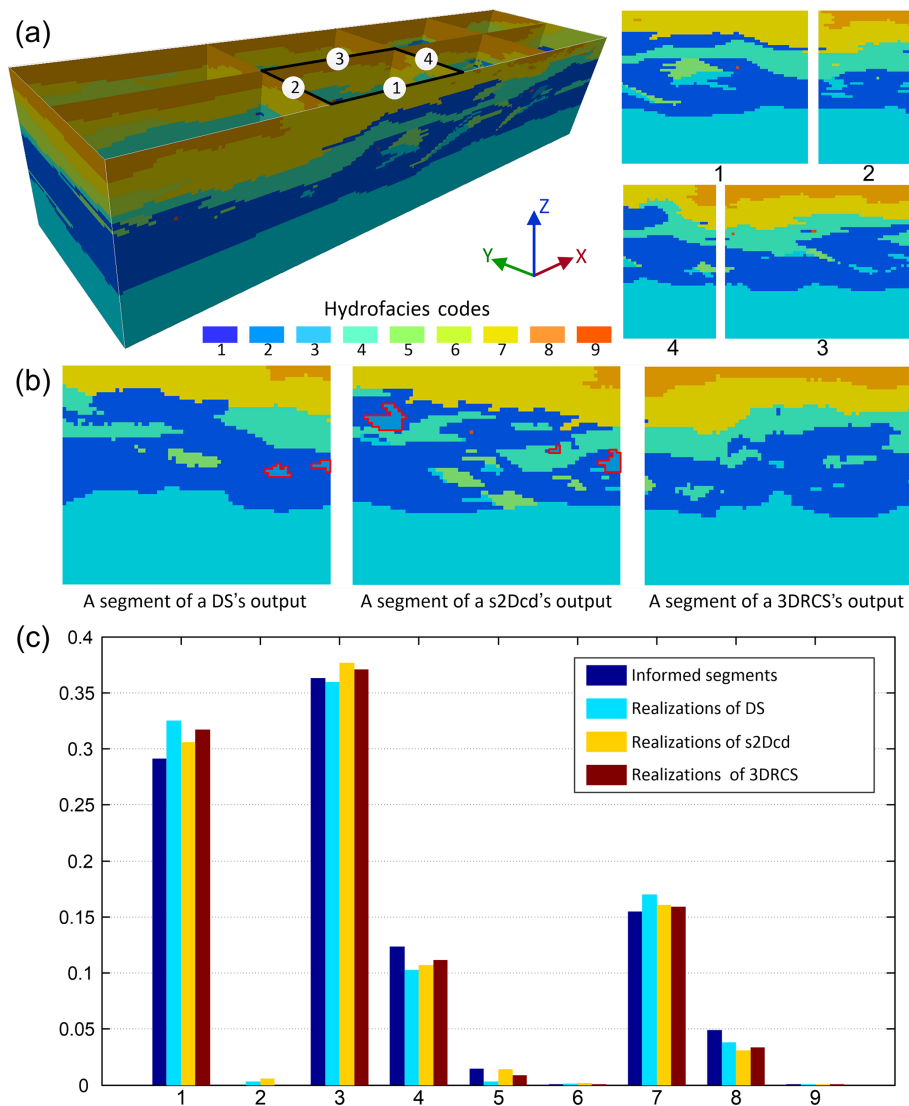 (a)
3
4
2
1
1
2
Z
Y
X
Hydrofacies codes
1 2 3 4 5 6 7 8 9
4
3
(b)
A segment of a DS's output
A segment of a s2Dcd's output
A segment of a 3DRCS's output
(c)
0.4
0.35
0.3
0.25
0.2
0.15
0.1
0.05
0
Informed segments
Realizations of DS
Realizations of s2Dcd
Realizations of 3DRCS
1 2 3 4 5 6 7 8 9